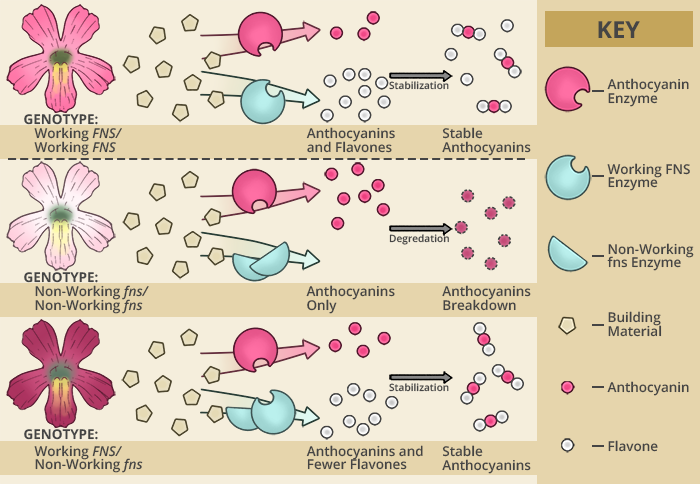 KEY
Anthocyanin
Enzyme
Working FNS
Enzyme
Non-Working
fns Enzyme
Building
Material
Anthocyanin
Flavone
GENOTYPE:
Working FNS/
Working FNS
Stabilization
Anthocyanins
and Flavones
Stable
Anthocyanins
GENOTYPE:
Non-Working fns/
Non-Working fns
Degredation
Anthocyanins
Only
Anthocyanins
Breakdown
GENOTYPE:
Working FNS/
Non-Working fns
Stabilization
Anthocyanins and
Fewer Flavones
Stable
Anthocyanins